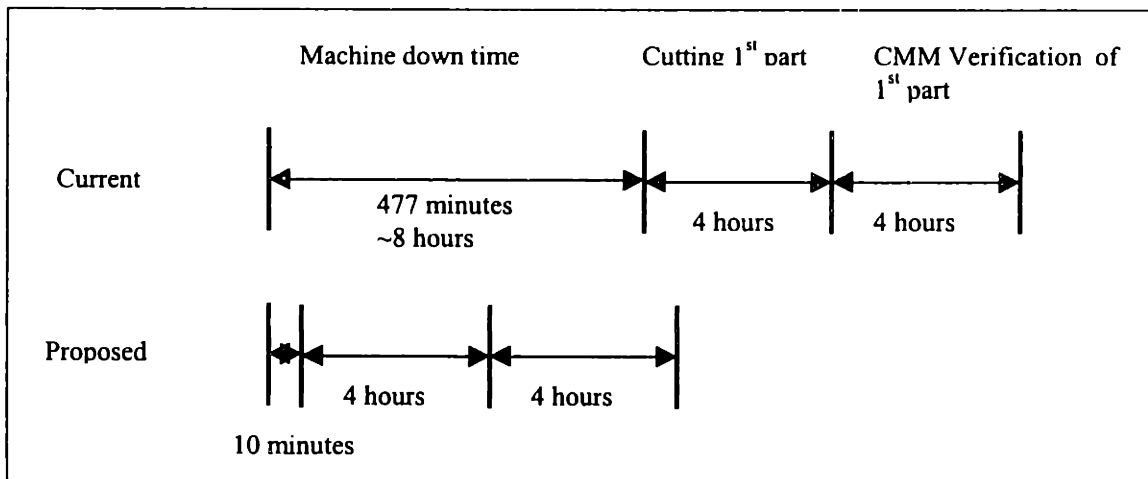 Machine down time
Cutting 1st part
CMM Verification of
1st part
Current
477 minutes
~8 hours
4 hours
4 hours
Proposed
4 hours
4 hours
10 minutes